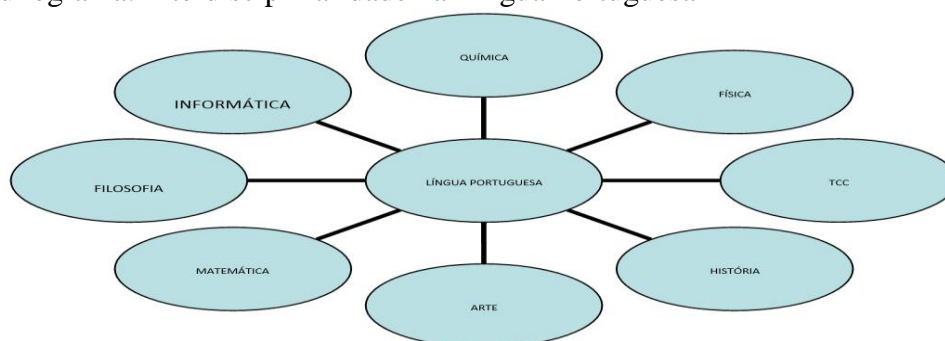 QUÍMICA
INFORMÁTICA
FÍSICA
FILOSOFIA
LÍNGUA PORTUGUESA
TCC
MATEMÁTICA
HISTÓRIA
ARTE